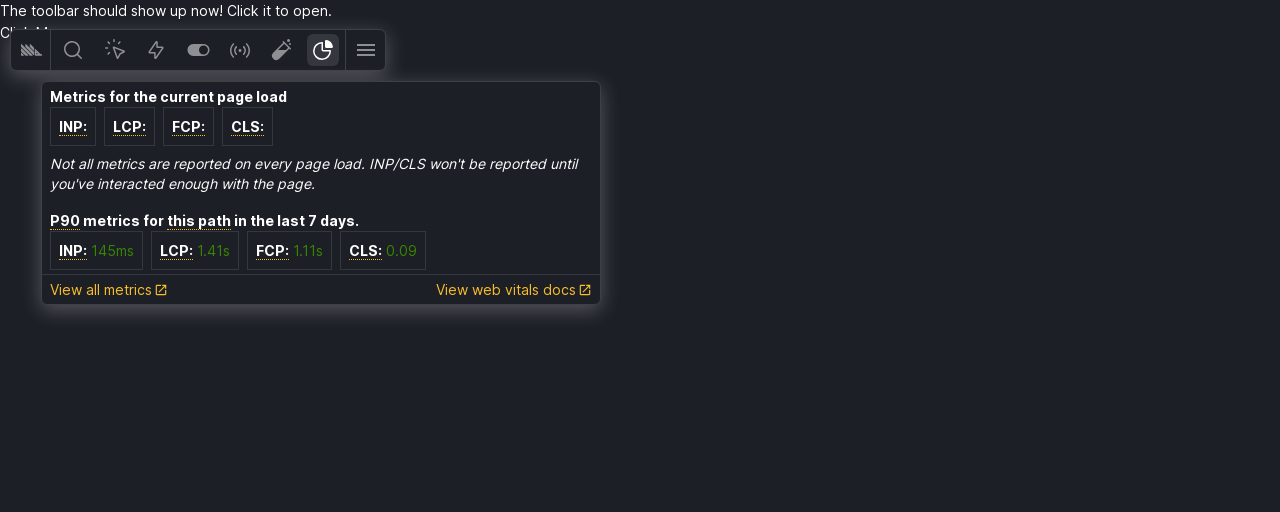 The toolbar should show up now! Click it to open.
Metrics for the current page load
INP: LCP: FCP: CLS:
Not all metrics are reported on every page load. INP/CLS won't be reported until
you've interacted enough with the page.
P90 metrics for this path in the last 7 days.
INP: 145ms LCP: 1.41s FCP: 1.11s CLS: 0.09
View all metrics View web vitals docs